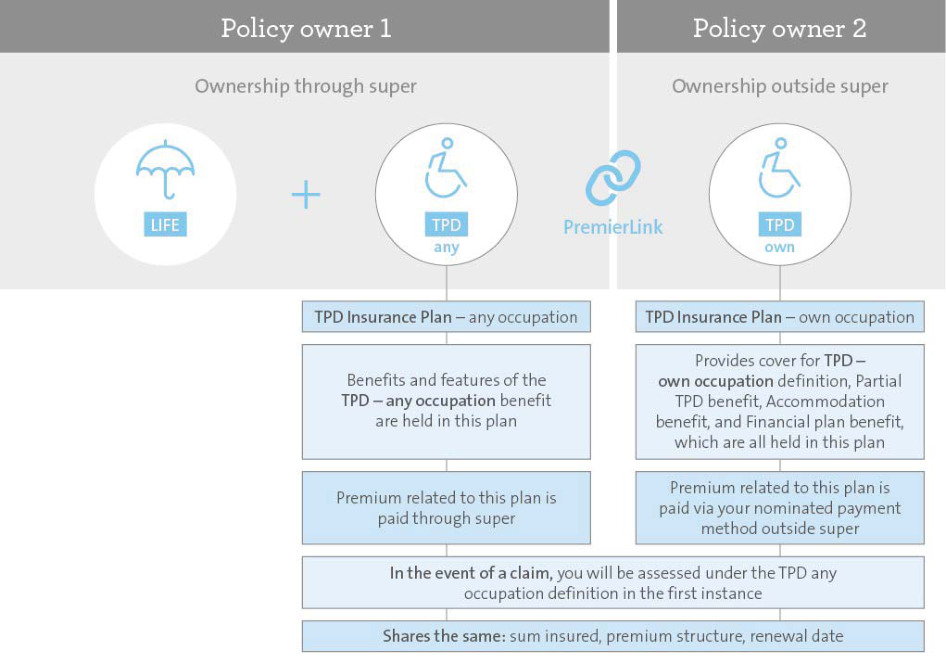 Policy owner 1
Policy owner 2
Ownership through super
Ownership outside super
LIFE
+
TPD
any
PremierLink
TPD
own
TPD Insurance Plan – any occupation
TPD Insurance Plan – own occupation
Benefits and features of the
TPD – any occupation benefit
are held in this plan
Provides cover for TPD –
own occupation definition, Partial
TPD benefit, Accommodation
benefit, and Financial plan benefit,
which are all held in this plan
Premium related to this plan is
paid through super
Premium related to this plan is
paid via your nominated payment
method outside super
In the event of a claim, you will be assessed under the TPD any
occupation definition in the first instance
Shares the same: sum insured, premium structure, renewal date